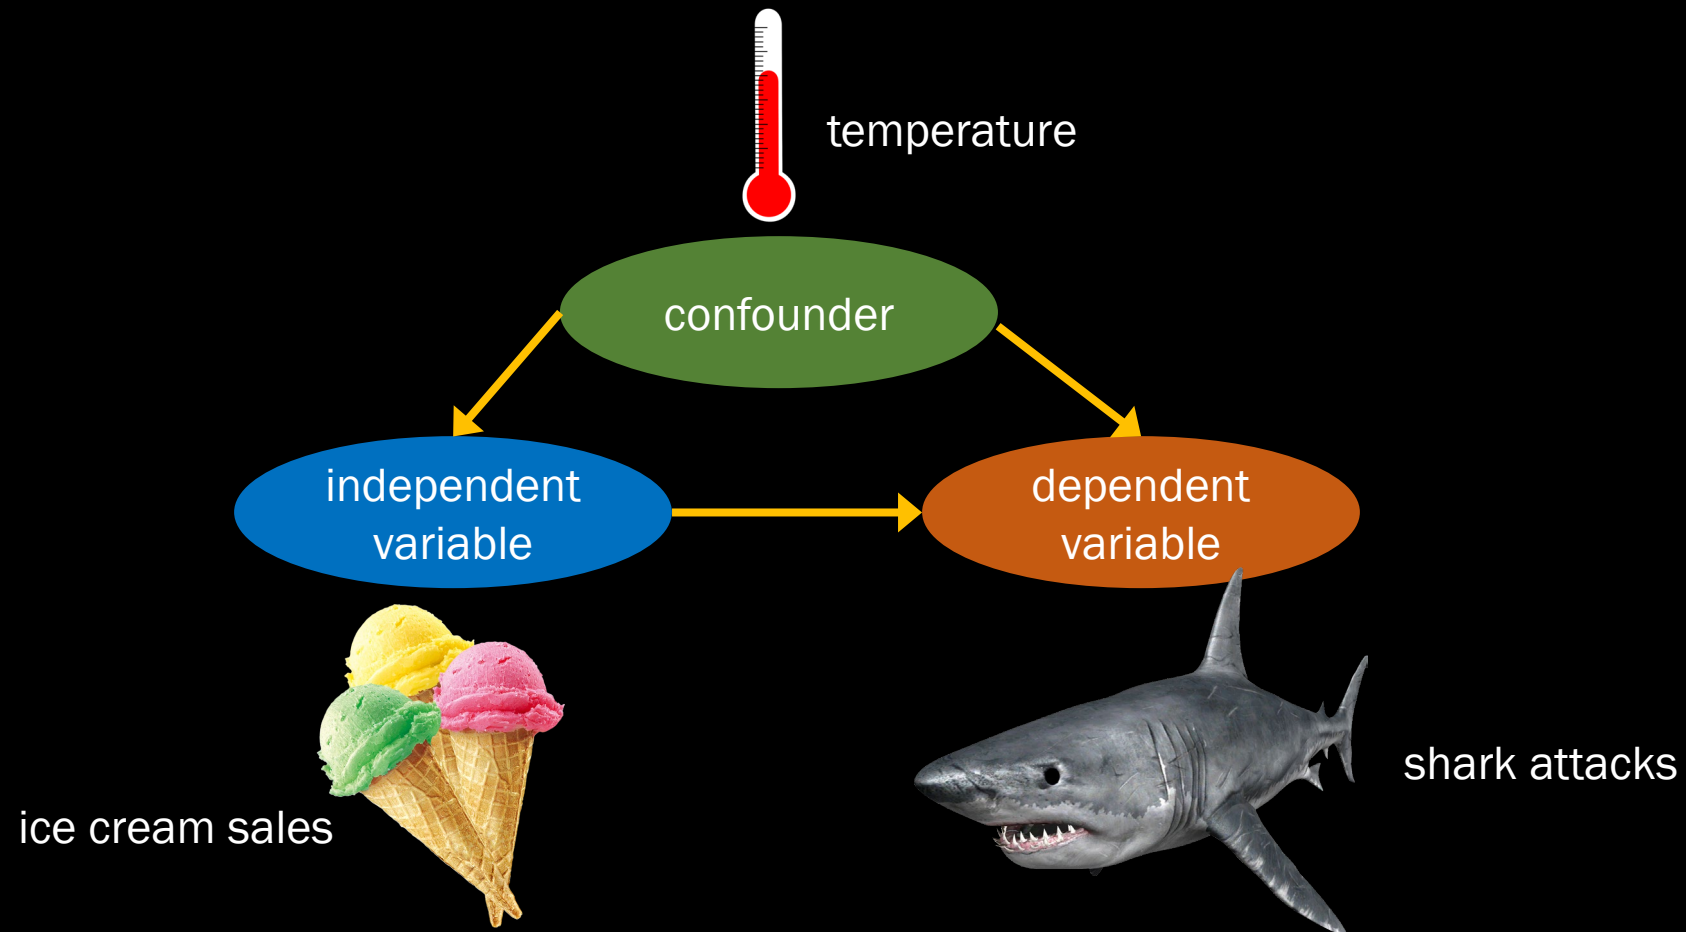 temperature
confounder
independent
variable
dependent
variable
ice cream sales
shark attacks